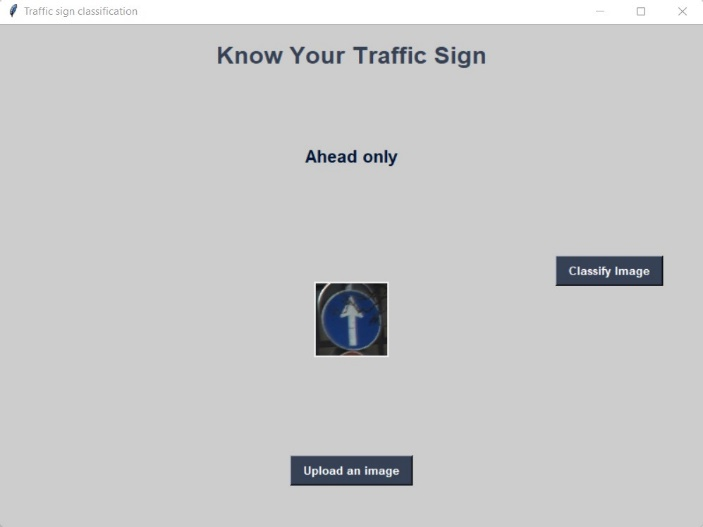 Traffic sign classification
Know Your Traffic Sign
Ahead only
Classify Image
Upload an image